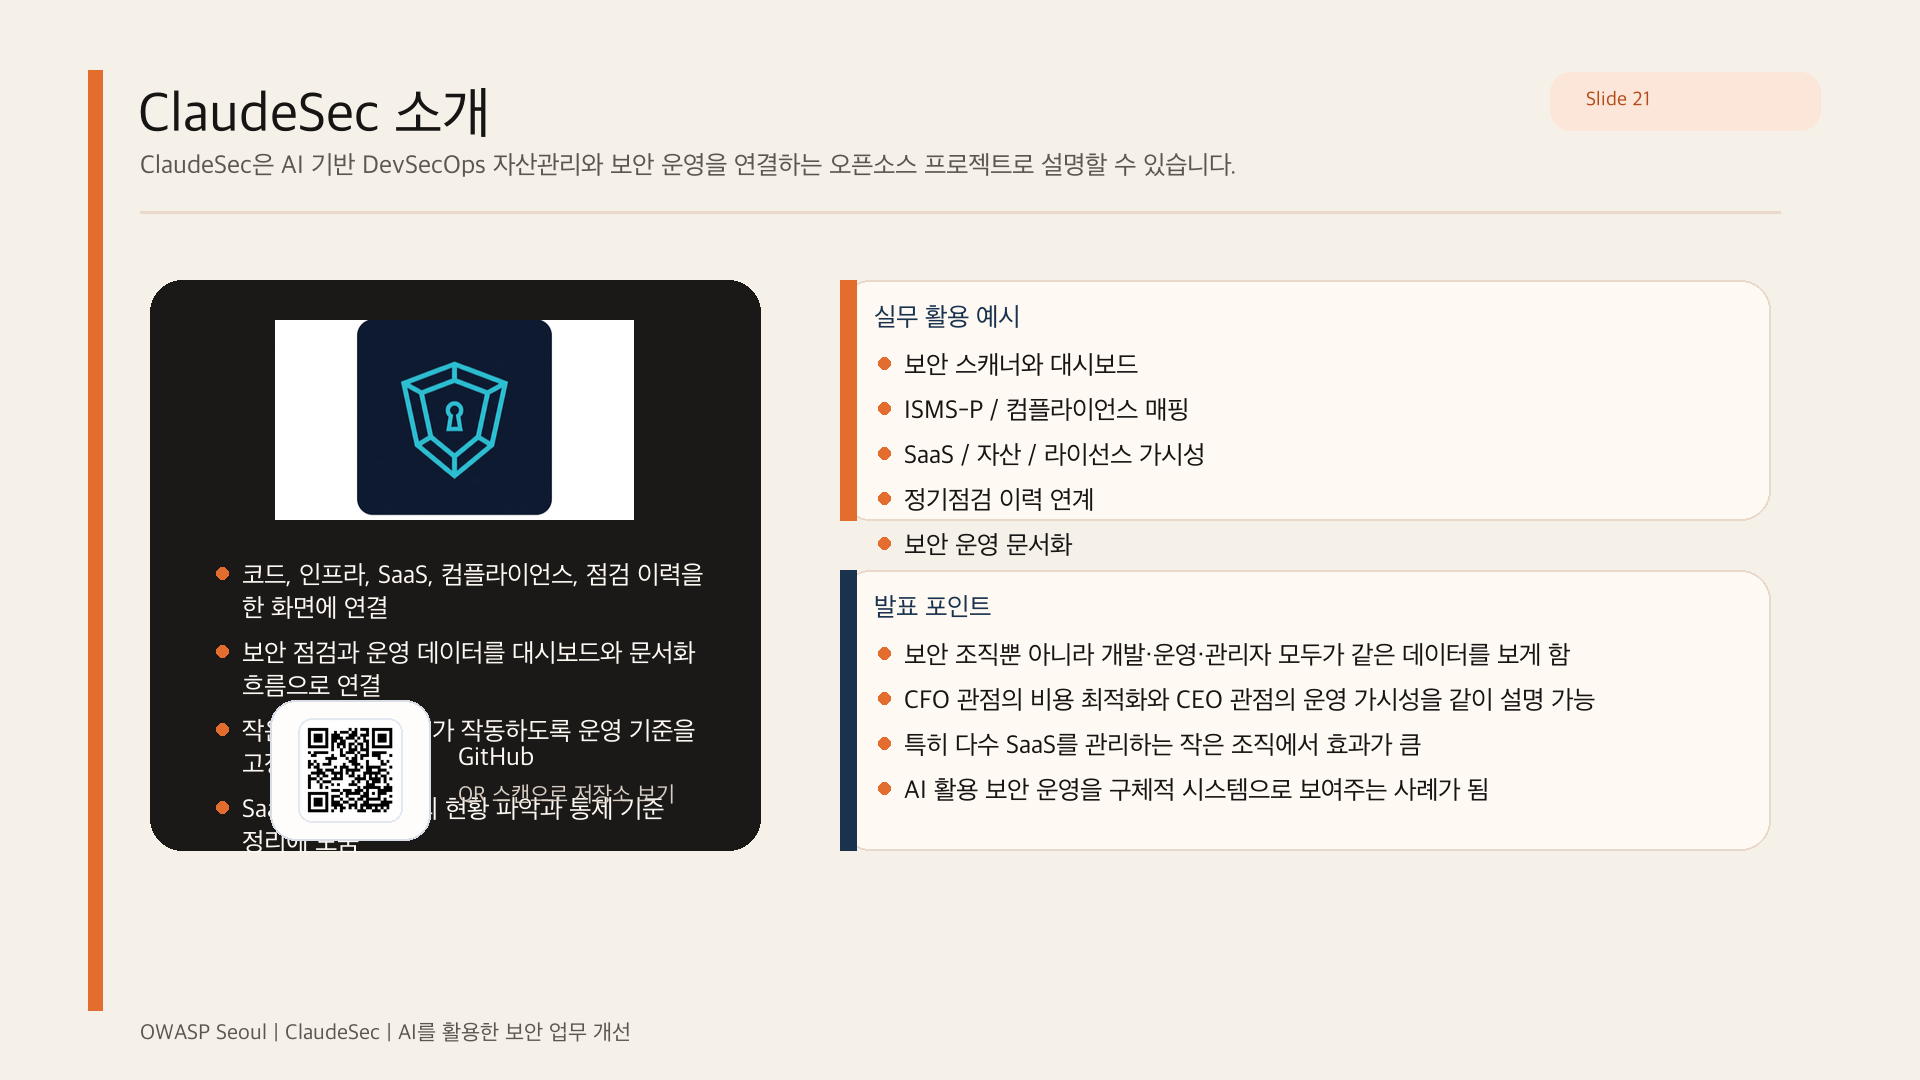 ClaudeSec 소개
Slide 21
ClaudeSec은 AI 기반 DevSecOps 자산관리와 보안 운영을 연결하는 오픈소스 프로젝트로 설명할 수 있습니다.
코드, 인프라, SaaS, 컴플라이언스, 점검 이력을
한 화면에 연결
보안 점검과 운영 데이터를 대시보드와 문서화
흐름으로 연결
가 작동하도록 운영 기준을
GitHub
QR 스캔으로 저장소 보기
현황 파악과 통제 기준
정리에 도움
실무 활용 예시
보안 스캐너와 대시보드
ISMS-P / 컴플라이언스 매핑
SaaS / 자산 / 라이선스 가시성
정기점검 이력 연계
보안 운영 문서화
발표 포인트
보안 조직뿐 아니라 개발·운영·관리자 모두가 같은 데이터를 보게 함
CFO 관점의 비용 최적화와 CEO 관점의 운영 가시성을 같이 설명 가능
특히 다수 SaaS를 관리하는 작은 조직에서 효과가 큼
AI 활용 보안 운영을 구체적 시스템으로 보여주는 사례가 됨
OWASP Seoul | ClaudeSec | AI를 활용한 보안 업무 개선